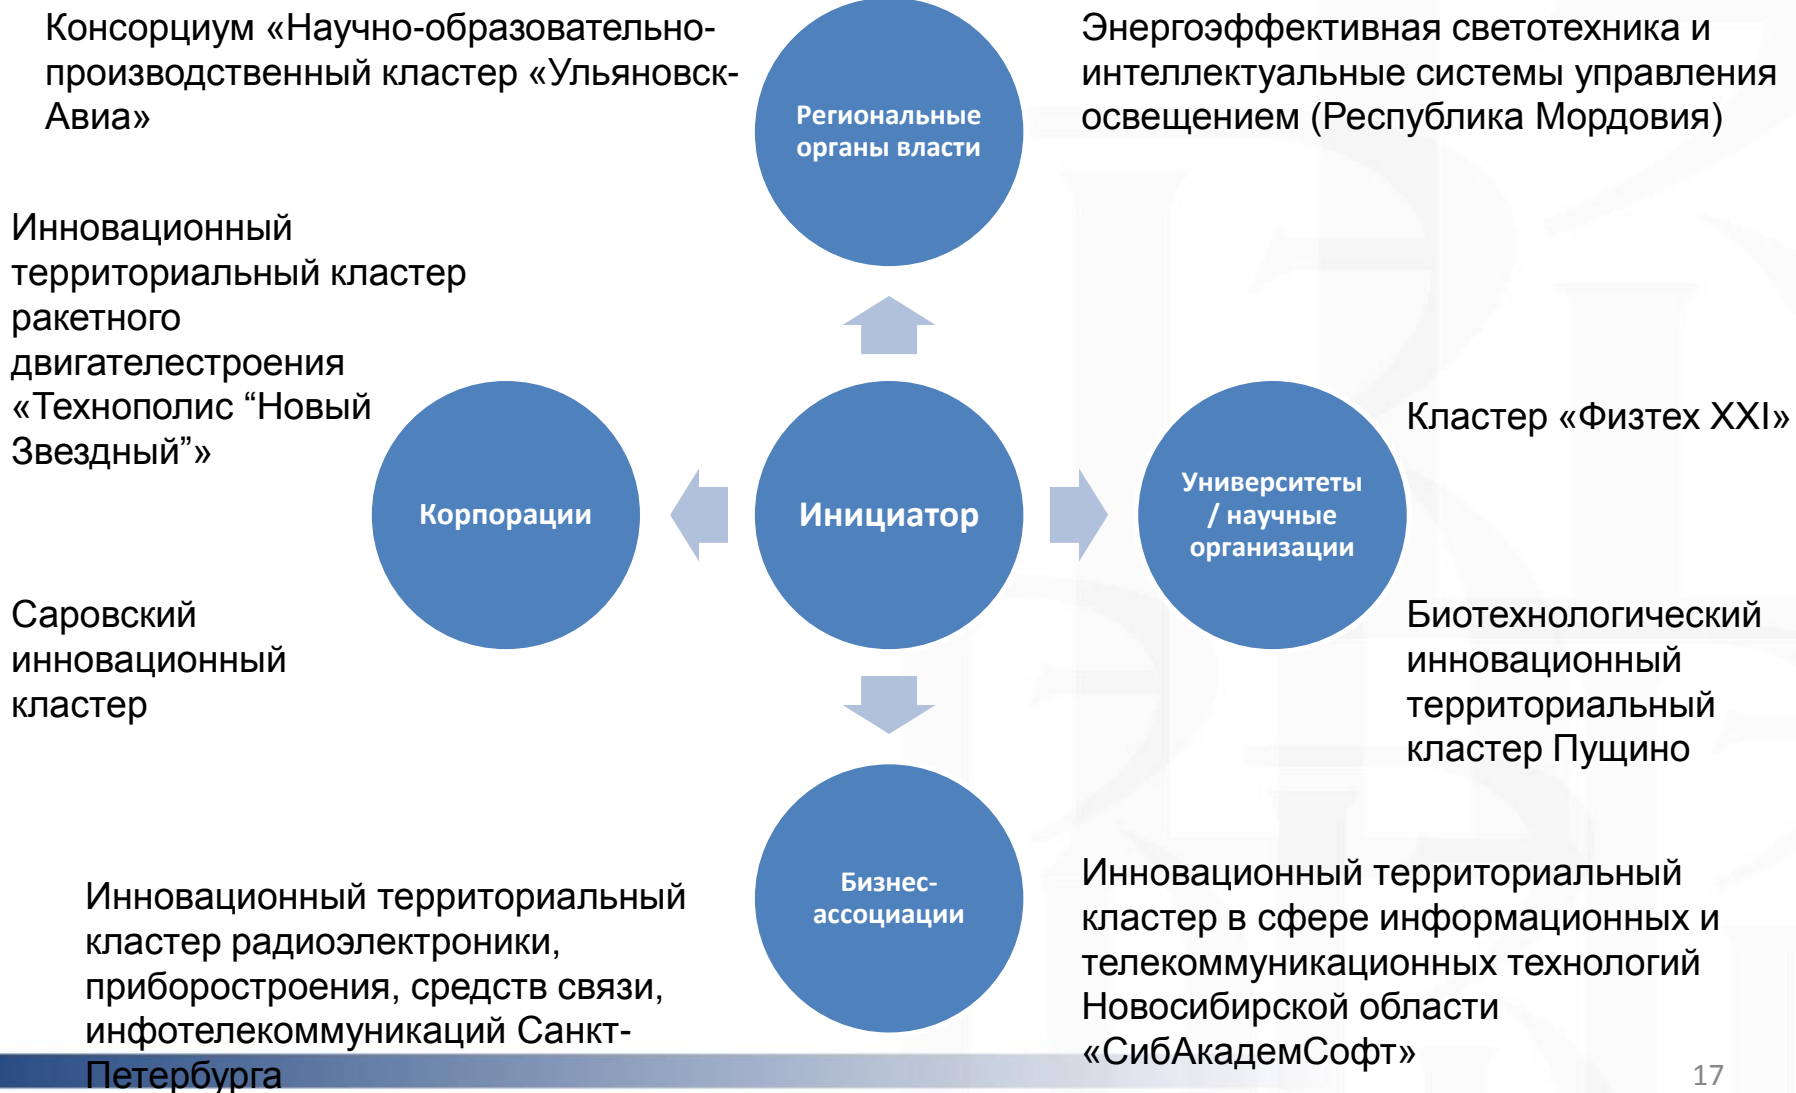 Консорциум «Научно-образовательно-
производственный кластер «Ульяновск-
Авиа»
Региональные
органы власти
Энергоэффективная светотехника и
интеллектуальные системы управления
освещением (Республика Мордовия)
Инновационный
территориальный кластер
ракетного
двигателестроения
«Технополис “Новый
Звездный”»
Корпорации
Инициатор
Университеты
/ научные
организации
Кластер «Физтех XXI»
Саровский
инновационный
кластер
Биотехнологический
инновационный
территориальный
кластер Пущино
Бизнес-
ассоциации
Инновационный территориальный
кластер радиоэлектроники,
приборостроения, средств связи,
инфотелекоммуникаций Санкт-
Петербурга
Инновационный территориальный
кластер в сфере информационных и
телекоммуникационных технологий
Новосибирской области
«СибАкадемСофт»
17